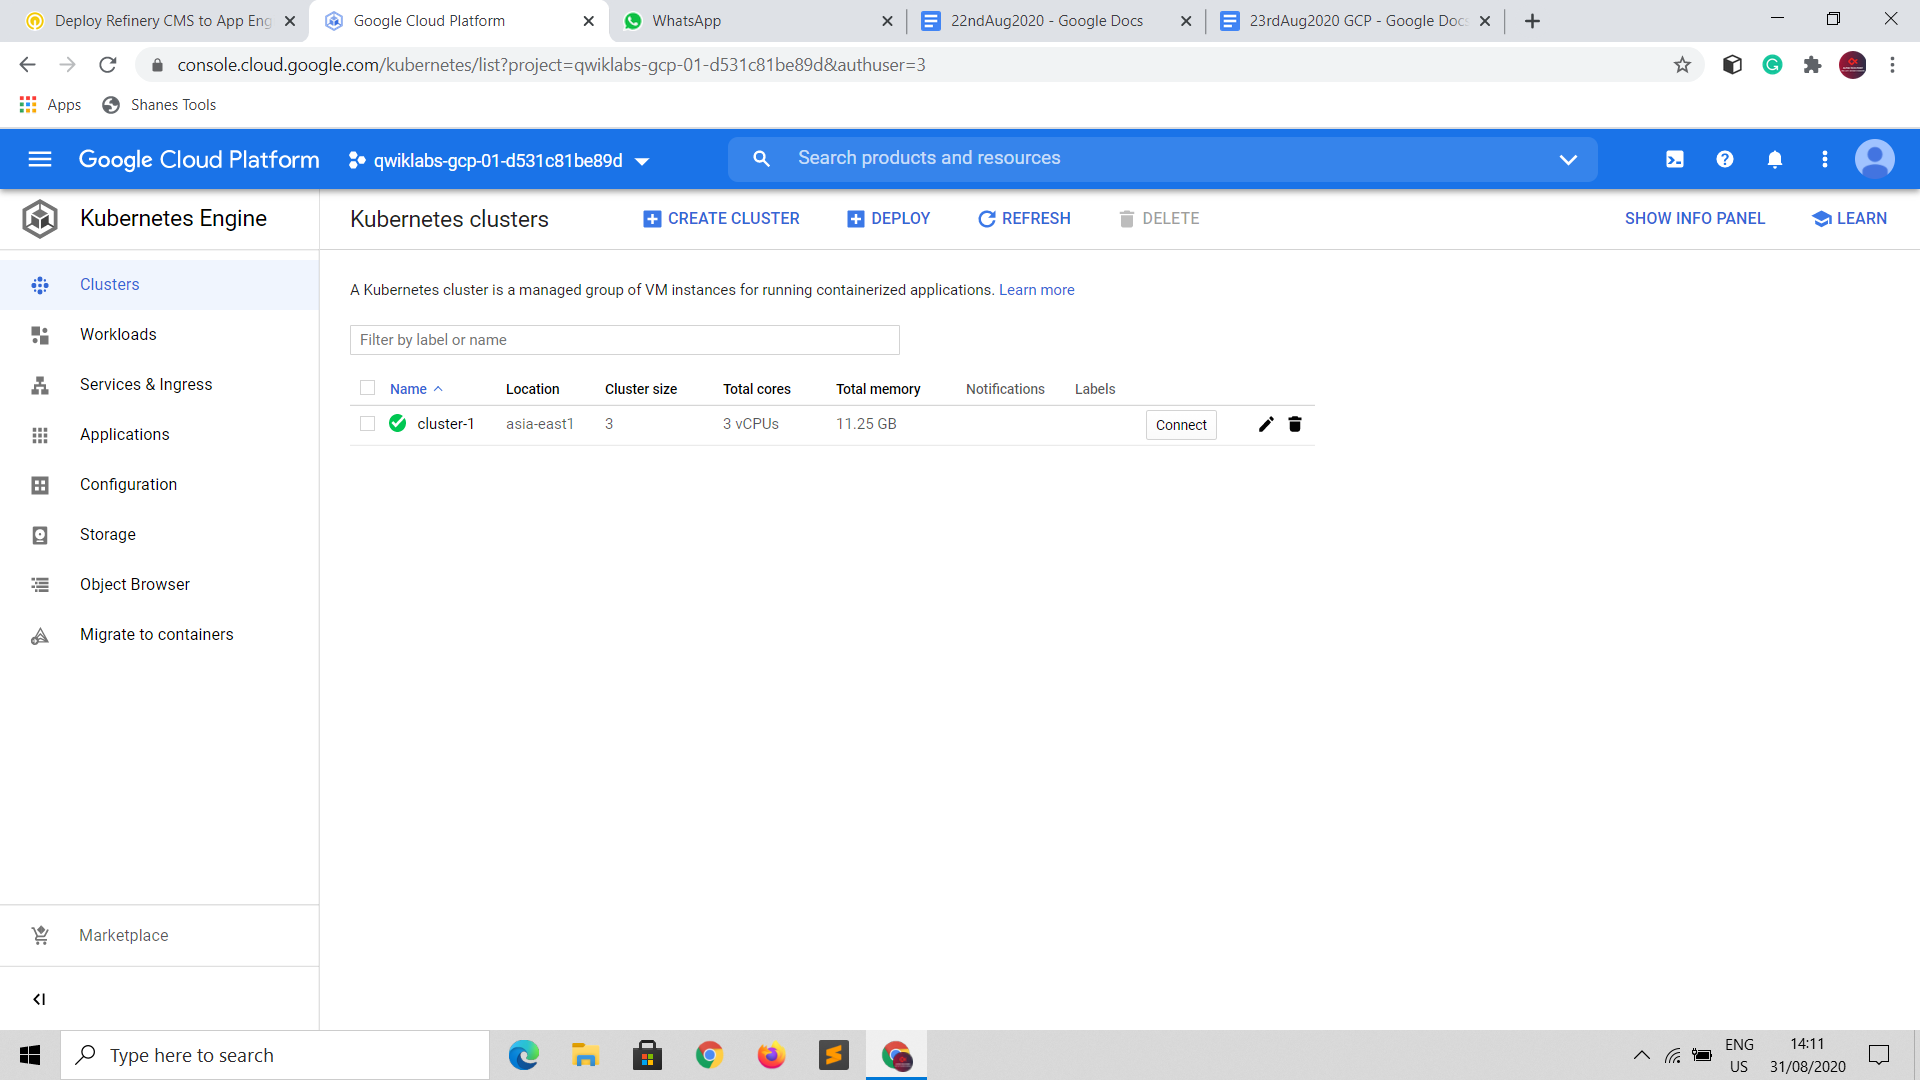 Deploy Refinery CMS to App Eng
Google Cloud Platform
WhatsApp
22ndAug2020 - Google Docs
23rdAug2020 GCP - Google Docs
console.cloud.google.com/kubernetes/list?project=qwiklabs-gcp-01-d531c81be89d&authuser=3
Apps
Shanes Tools
Google Cloud Platform
qwiklabs-gcp-01-d531c81be89d
Search products and resources
Kubernetes Engine
Kubernetes clusters
CREATE CLUSTER
DEPLOY
REFRESH
DELETE
SHOW INFO PANEL
LEARN
Clusters
Workloads
Services & Ingress
Applications
Configuration
Storage
Object Browser
Migrate to containers
Marketplace
A Kubernetes cluster is a managed group of VM instances for running containerized applications. Learn more
Filter by label or name
Name Location Cluster size Total cores Total memory Notifications Labels
cluster-1 asia-east1 3 3 vCPUs 11.25 GB Connect
Type here to search
ENG
US
14:11
31/08/2020